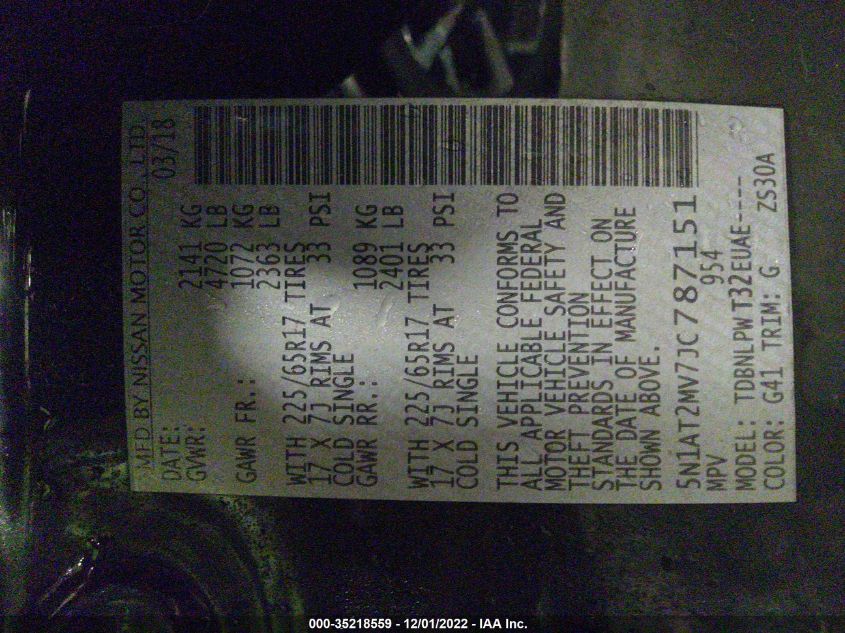 MFD BY NISSAN MOTOR CO.,LTD.
DATE: 03/18
GVWR: 2141 KG
4720 LB
GAWR FR.: 1072 KG
2363 LB
WITH 225/65R17 TIRES
17 X 7J RIMS AT 33 PSI
COLD SINGLE
GAWR RR.: 1089 KG
2401 LB
WITH 225/65R17 TIRES
17 X 7J RIMS AT 33 PSI
COLD SINGLE
THIS VEHICLE CONFORMS TO
ALL APPLICABLE FEDERAL
MOTOR VEHICLE SAFETY AND
THEFT PREVENTION
STANDARDS IN EFFECT ON
THE DATE OF MANUFACTURE
SHOWN ABOVE.
5N1AT2MV7JC787151
MPV 954
MODEL: TDBNLPWT32EUAE----
COLOR: G41 TRIM: G ZS30A
000-35218559 - 12/01/2022 - IAA Inc.